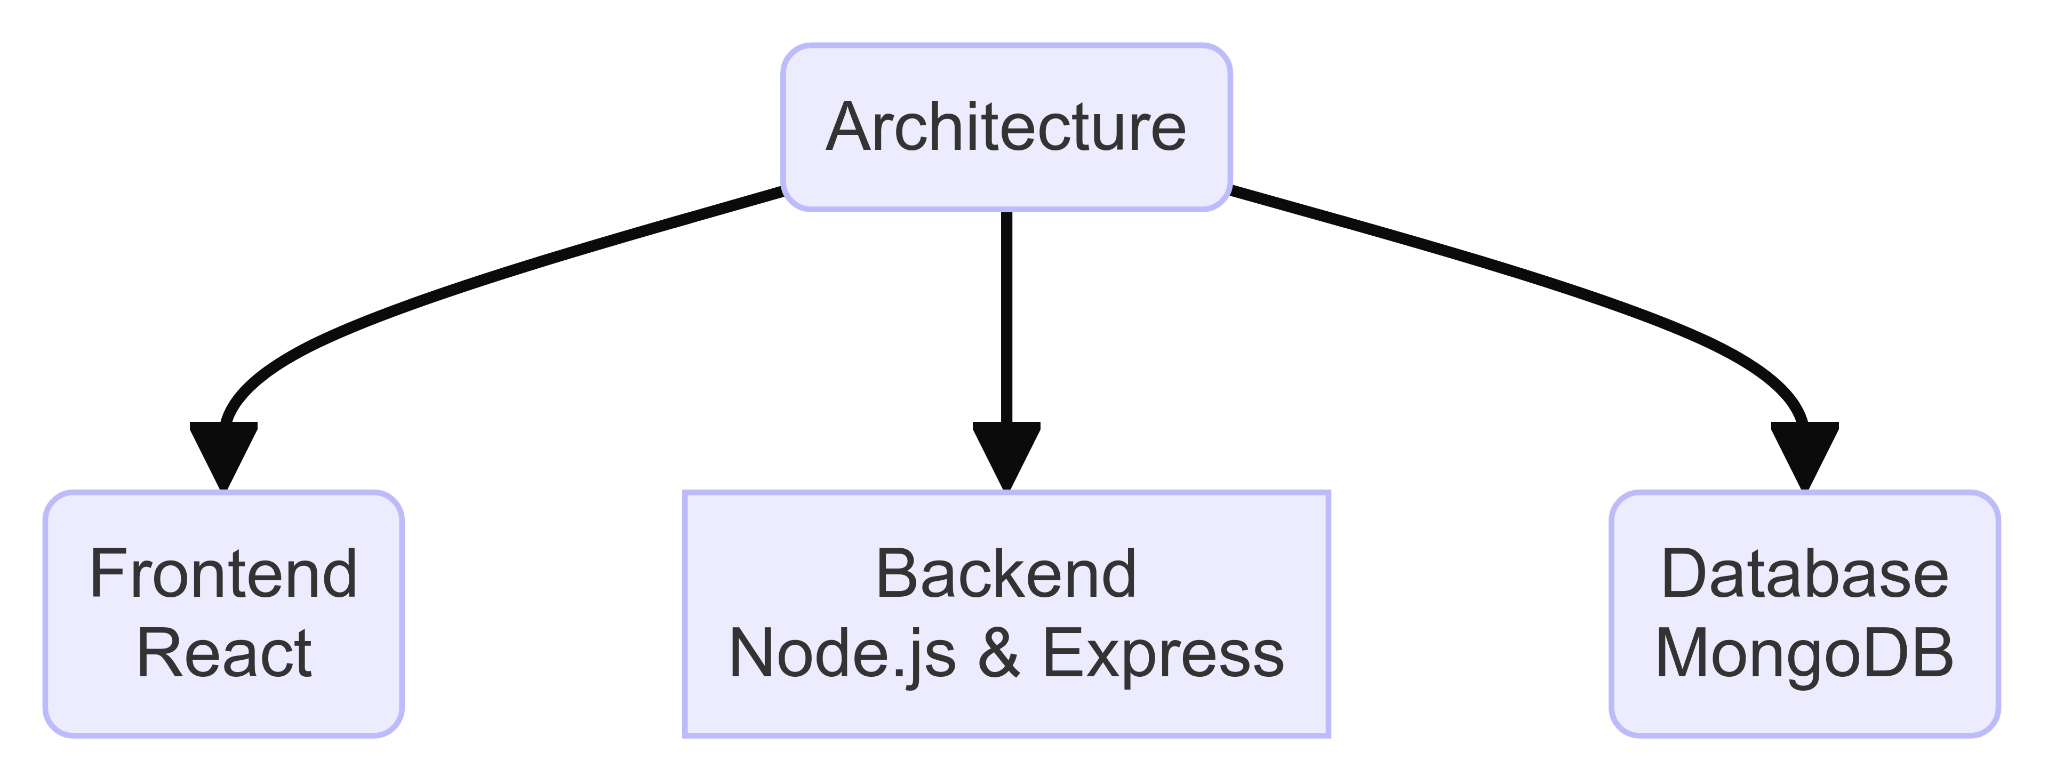 Architecture
Frontend
React
Backend
Node.js & Express
Database
MongoDB